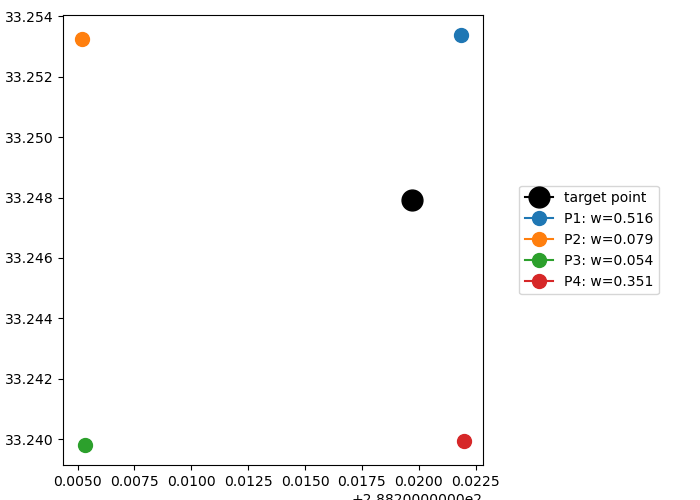 33.254
33.252
33.250
33.248
33.246
33.244
33.242
33.240
0.0050 0.0075 0.0100 0.0125 0.0150 0.0175 0.0200 0.0225
+2.8820000000e2
target point
P1: w=0.516
P2: w=0.079
P3: w=0.054
P4: w=0.351